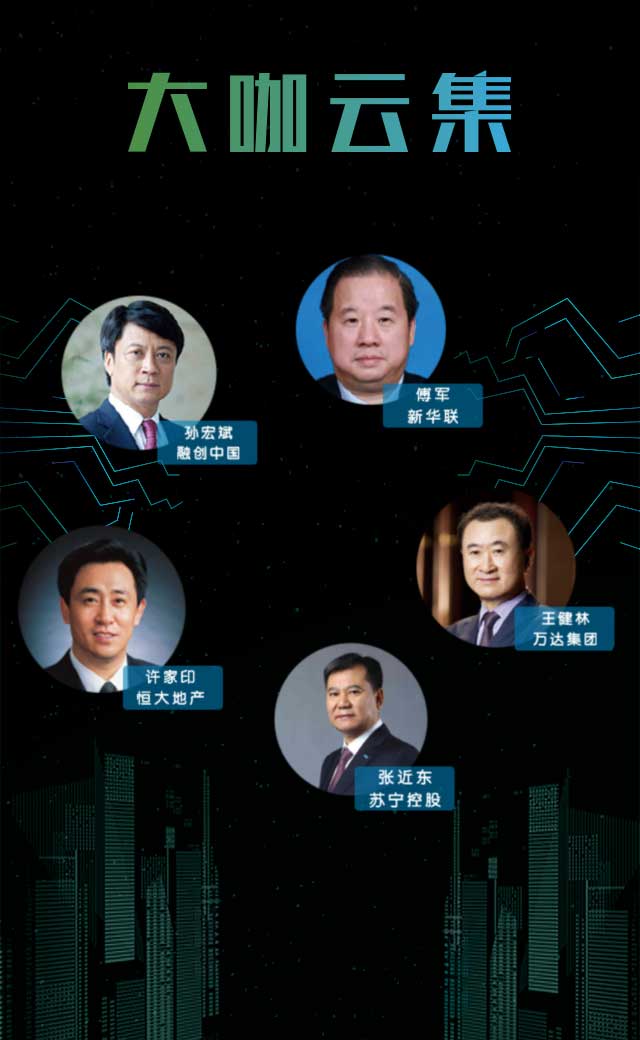 大咖云集
傅军
新华联
孙宏斌
融创中国
王健林
万达集团
许家印
恒大地产
张近东
苏宁控股